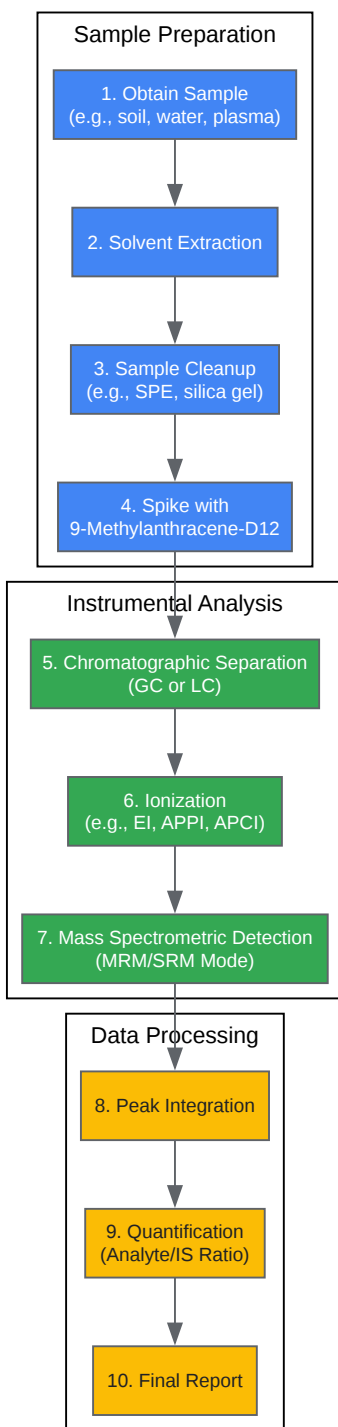 Sample Preparation
1. Obtain Sample
(e.g., soil, water, plasma)
2. Solvent Extraction
3. Sample Cleanup
(e.g., SPE, silica gel)
4. Spike with
9-Methylanthracene-D12
Instrumental Analysis
5. Chromatographic Separation
(GC or LC)
6. Ionization
(e.g., EI, APPI, APCI)
7. Mass Spectrometric Detection
(MRM/SRM Mode)
Data Processing
8. Peak Integration
9. Quantification
(Analyte/IS Ratio)
10. Final Report